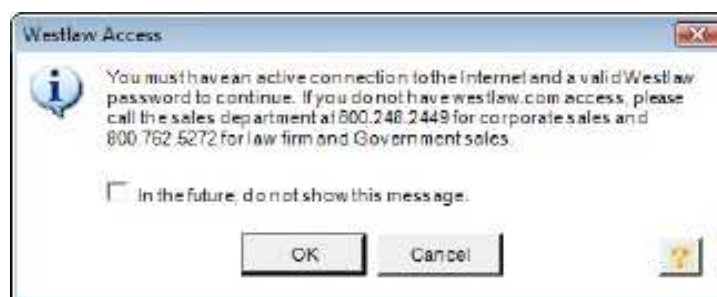 Westlaw Access
You must have an active connection to the Internet and a valid Westlaw
password to continue. If you do not have westlaw.com access, please
call the sales department at 800.248.2449 for corporate sales and
800.762.5272 for law firm and Government sales.
In the future, do not show this message.
OK Cancel